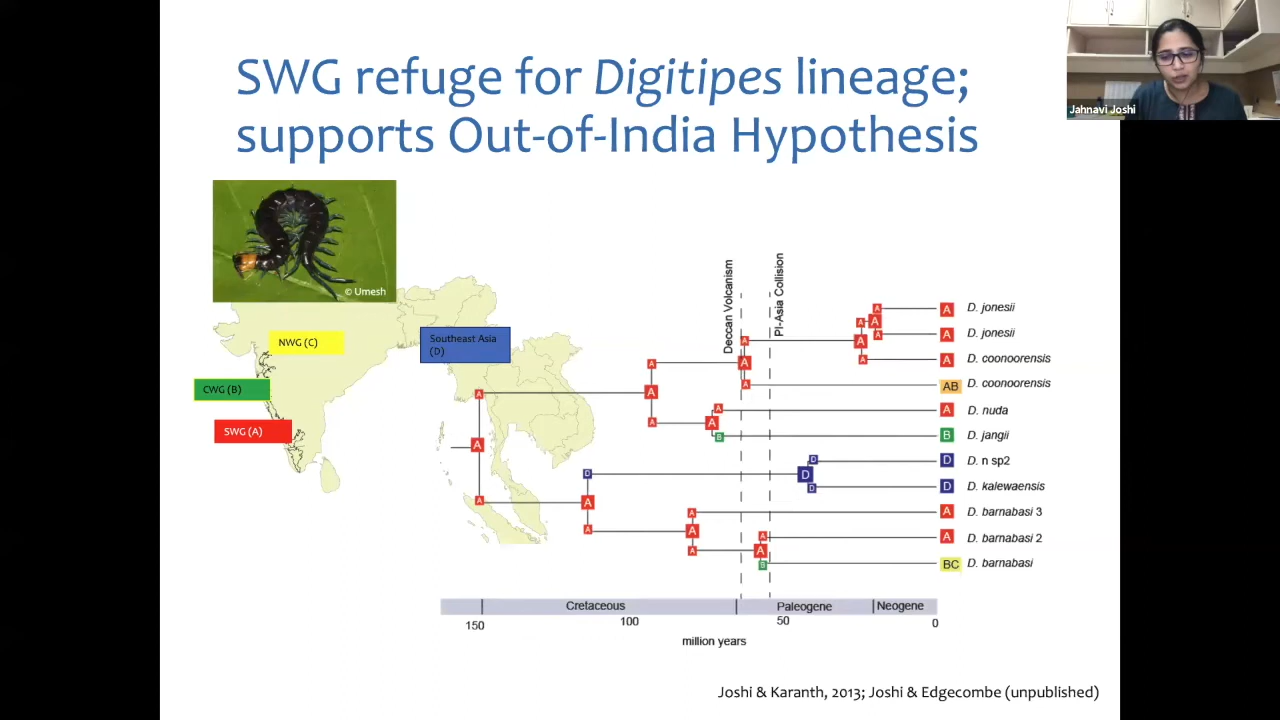 SWG refuge for Digitipes lineage;
supports Out-of-India Hypothesis
Jahnavi Joshi
© Umesh
NWG (C)
CWG (B)
SWG (A)
Southeast Asia
(D)
Deccan Volcanism
PI-Asia Collision
A D. jonesii
A D. jonesii
A D. coonoorensis
AB D. coonoorensis
A D. nuda
B D. jangii
D D. n sp2
D D. kalewaensis
A D. barnabasi 3
A D. barnabasi 2
BC D. barnabasi
A A A A
A A A
A A A
A A
A A A
A A
A A
B
A
D D
D
A D
A
A A
A A
A A
B
Cretaceous Paleogene Neogene
150 100 50 0
million years
Joshi & Karanth, 2013; Joshi & Edgecombe (unpublished)